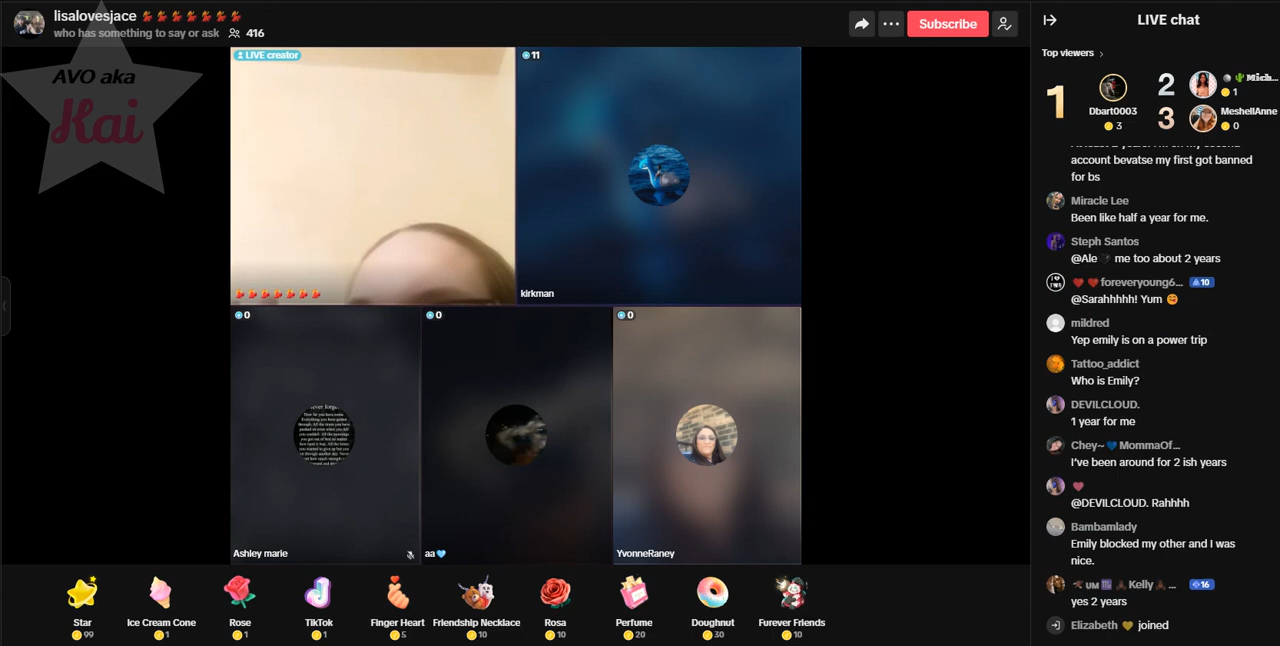 lisalovesjace 💃💃💃💃💃💃💃
who has something to say or ask 416
Subscribe
LIVE chat
AVO aka
Kai
Top viewers >
1
Dbart0003
3
2
1
3
MeshellAnne
0
LIVE creator
11
kirkman
0
0
0
Ashley marie
aa🩵
YvonneRaney
account bevatse my first got banned
for bs
Miracle Lee
Been like half a year for me.
Steph Santos
@Ale me too about 2 years
foreveryoung6... 10
@Sarahhhhh! Yum 🥰
mildred
Yep emily is on a power trip
Tattoo_addict
Who is Emily?
DEVILCLOUD.
1 year for me
Chey~💙MommaOf...
I've been around for 2 ish years
@DEVILCLOUD. Rahhhh
Bambamlady
Emily blocked my other and I was
nice.
UM Kelly ... 16
yes 2 years
Elizabeth 💛 joined
Star
99
Ice Cream Cone
1
Rose
1
TikTok
1
Finger Heart
5
Friendship Necklace
10
Rosa
10
Perfume
20
Doughnut
30
Furever Friends
10